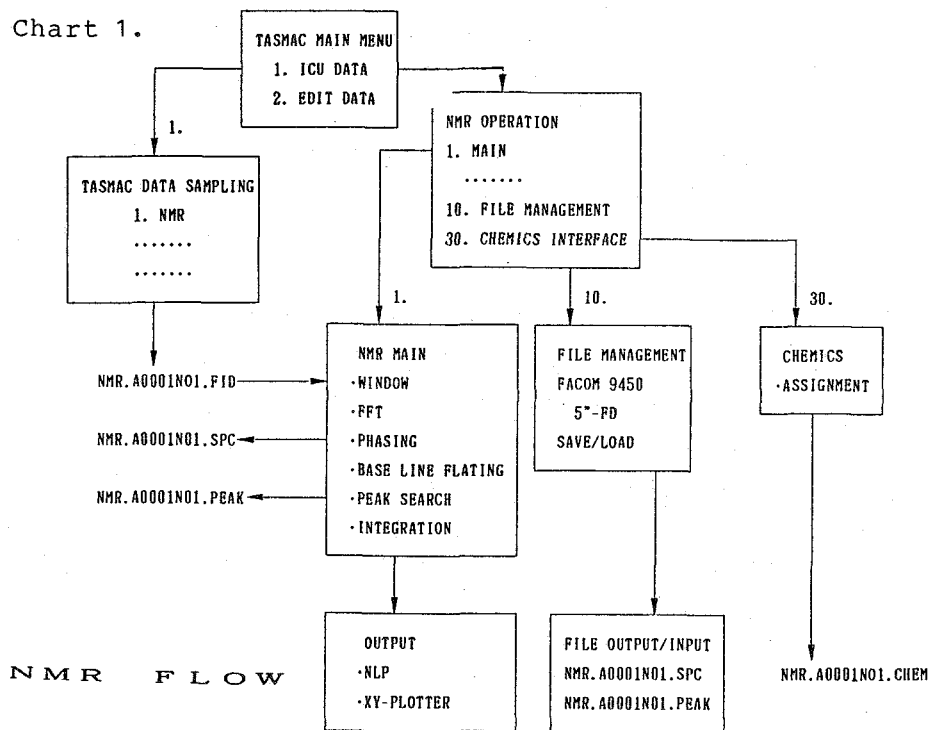 Chart 1.
TASMAC MAIN MENU
1. ICU DATA
2. EDIT DATA
1.
TASMAC DATA SAMPLING
1. NMR
.......
.......
NMR OPERATION
1. MAIN
.......
10. FILE MANAGEMENT
30. CHEMICS INTERFACE
1.
10.
30.
NMR.A0001N01.FID
NMR.A0001N01.SPC
NMR.A0001N01.PEAK
NMR MAIN
·WINDOW
·FFT
·PHASING
·BASE LINE FLATING
·PEAK SEARCH
·INTEGRATION
FILE MANAGEMENT
FACOM 9450
5"-FD
SAVE/LOAD
CHEMICS
·ASSIGNMENT
OUTPUT
·NLP
·XY-PLOTTER
FILE OUTPUT/INPUT
NMR.A0001N01.SPC
NMR.A0001N01.PEAK
NMR.A0001N01.CHEM
NMR FLOW